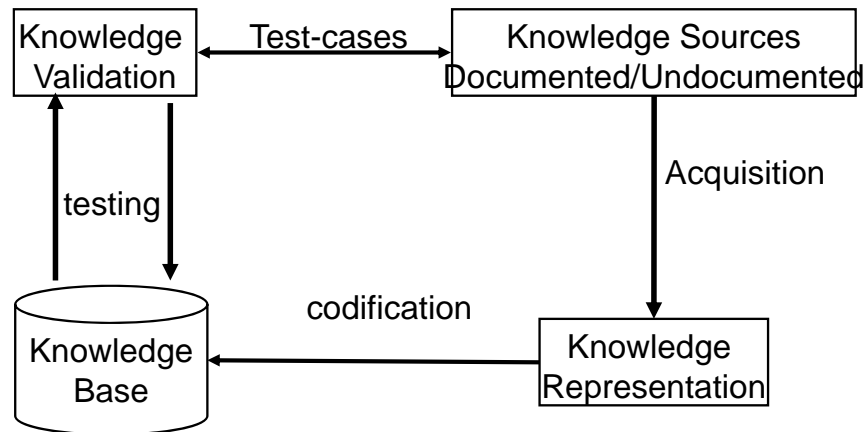 Knowledge
Validation
Test-cases
Knowledge Sources
Documented/Undocumented
testing
Acquisition
codification
Knowledge
Base
Knowledge
Representation